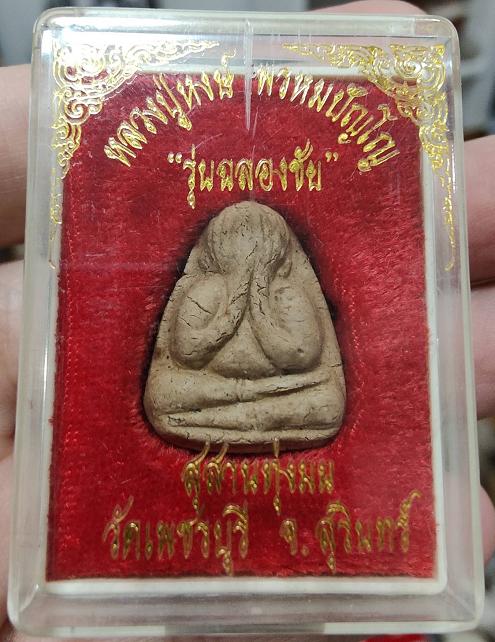 หลวงปู่หงษ์ พรหมปัญโญ
"รุ่นฉลองชัย"
สุสานทุ่งมน
วัดเพชรบุรี จ.สุรินทร์